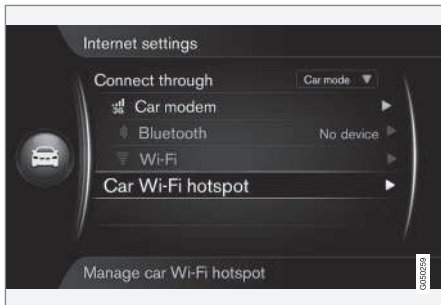 Internet settings
Connect through Car mode
3G Car modem
Bluetooth No device
Wi-Fi
Car Wi-Fi hotspot
Manage car Wi-Fi hotspot
G050259